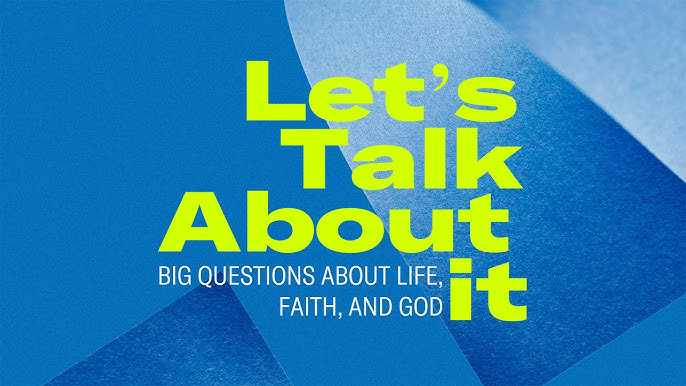 Let's
Talk
About
it
BIG QUESTIONS ABOUT LIFE,
FAITH, AND GOD